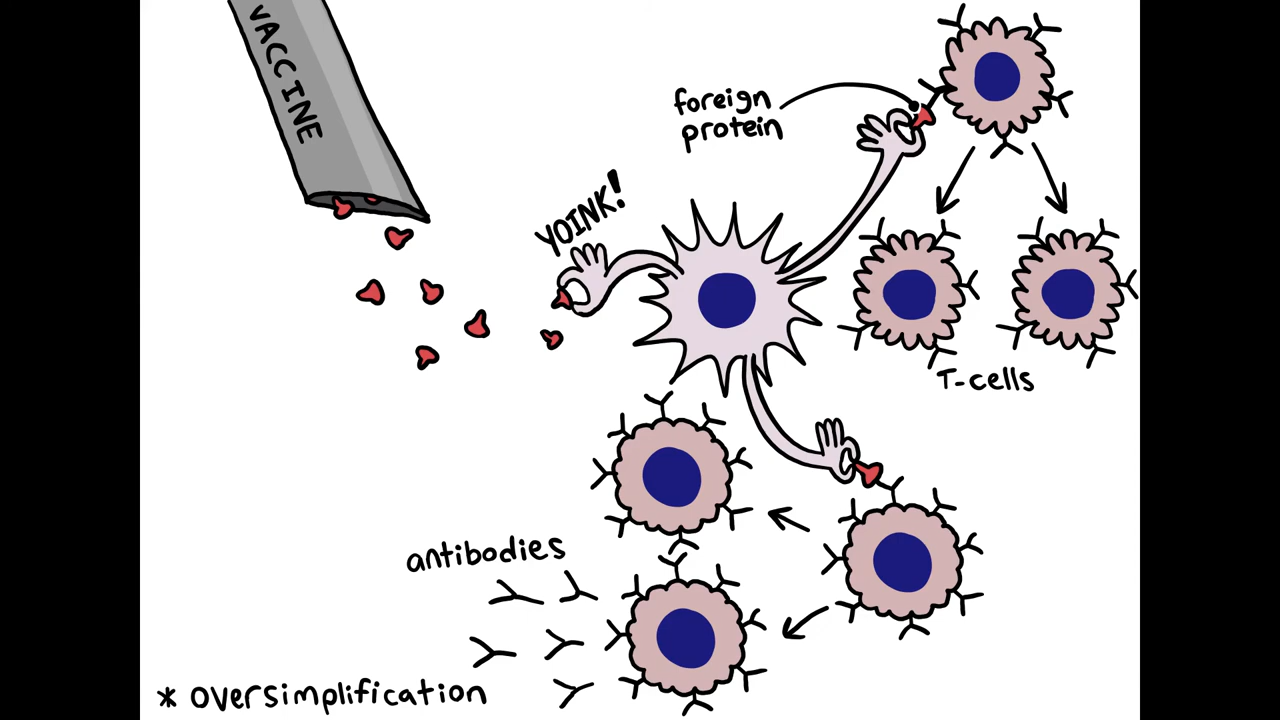 VACCINE
foreign
protein
YOINK!
T-cells
antibodies
* oversimplification